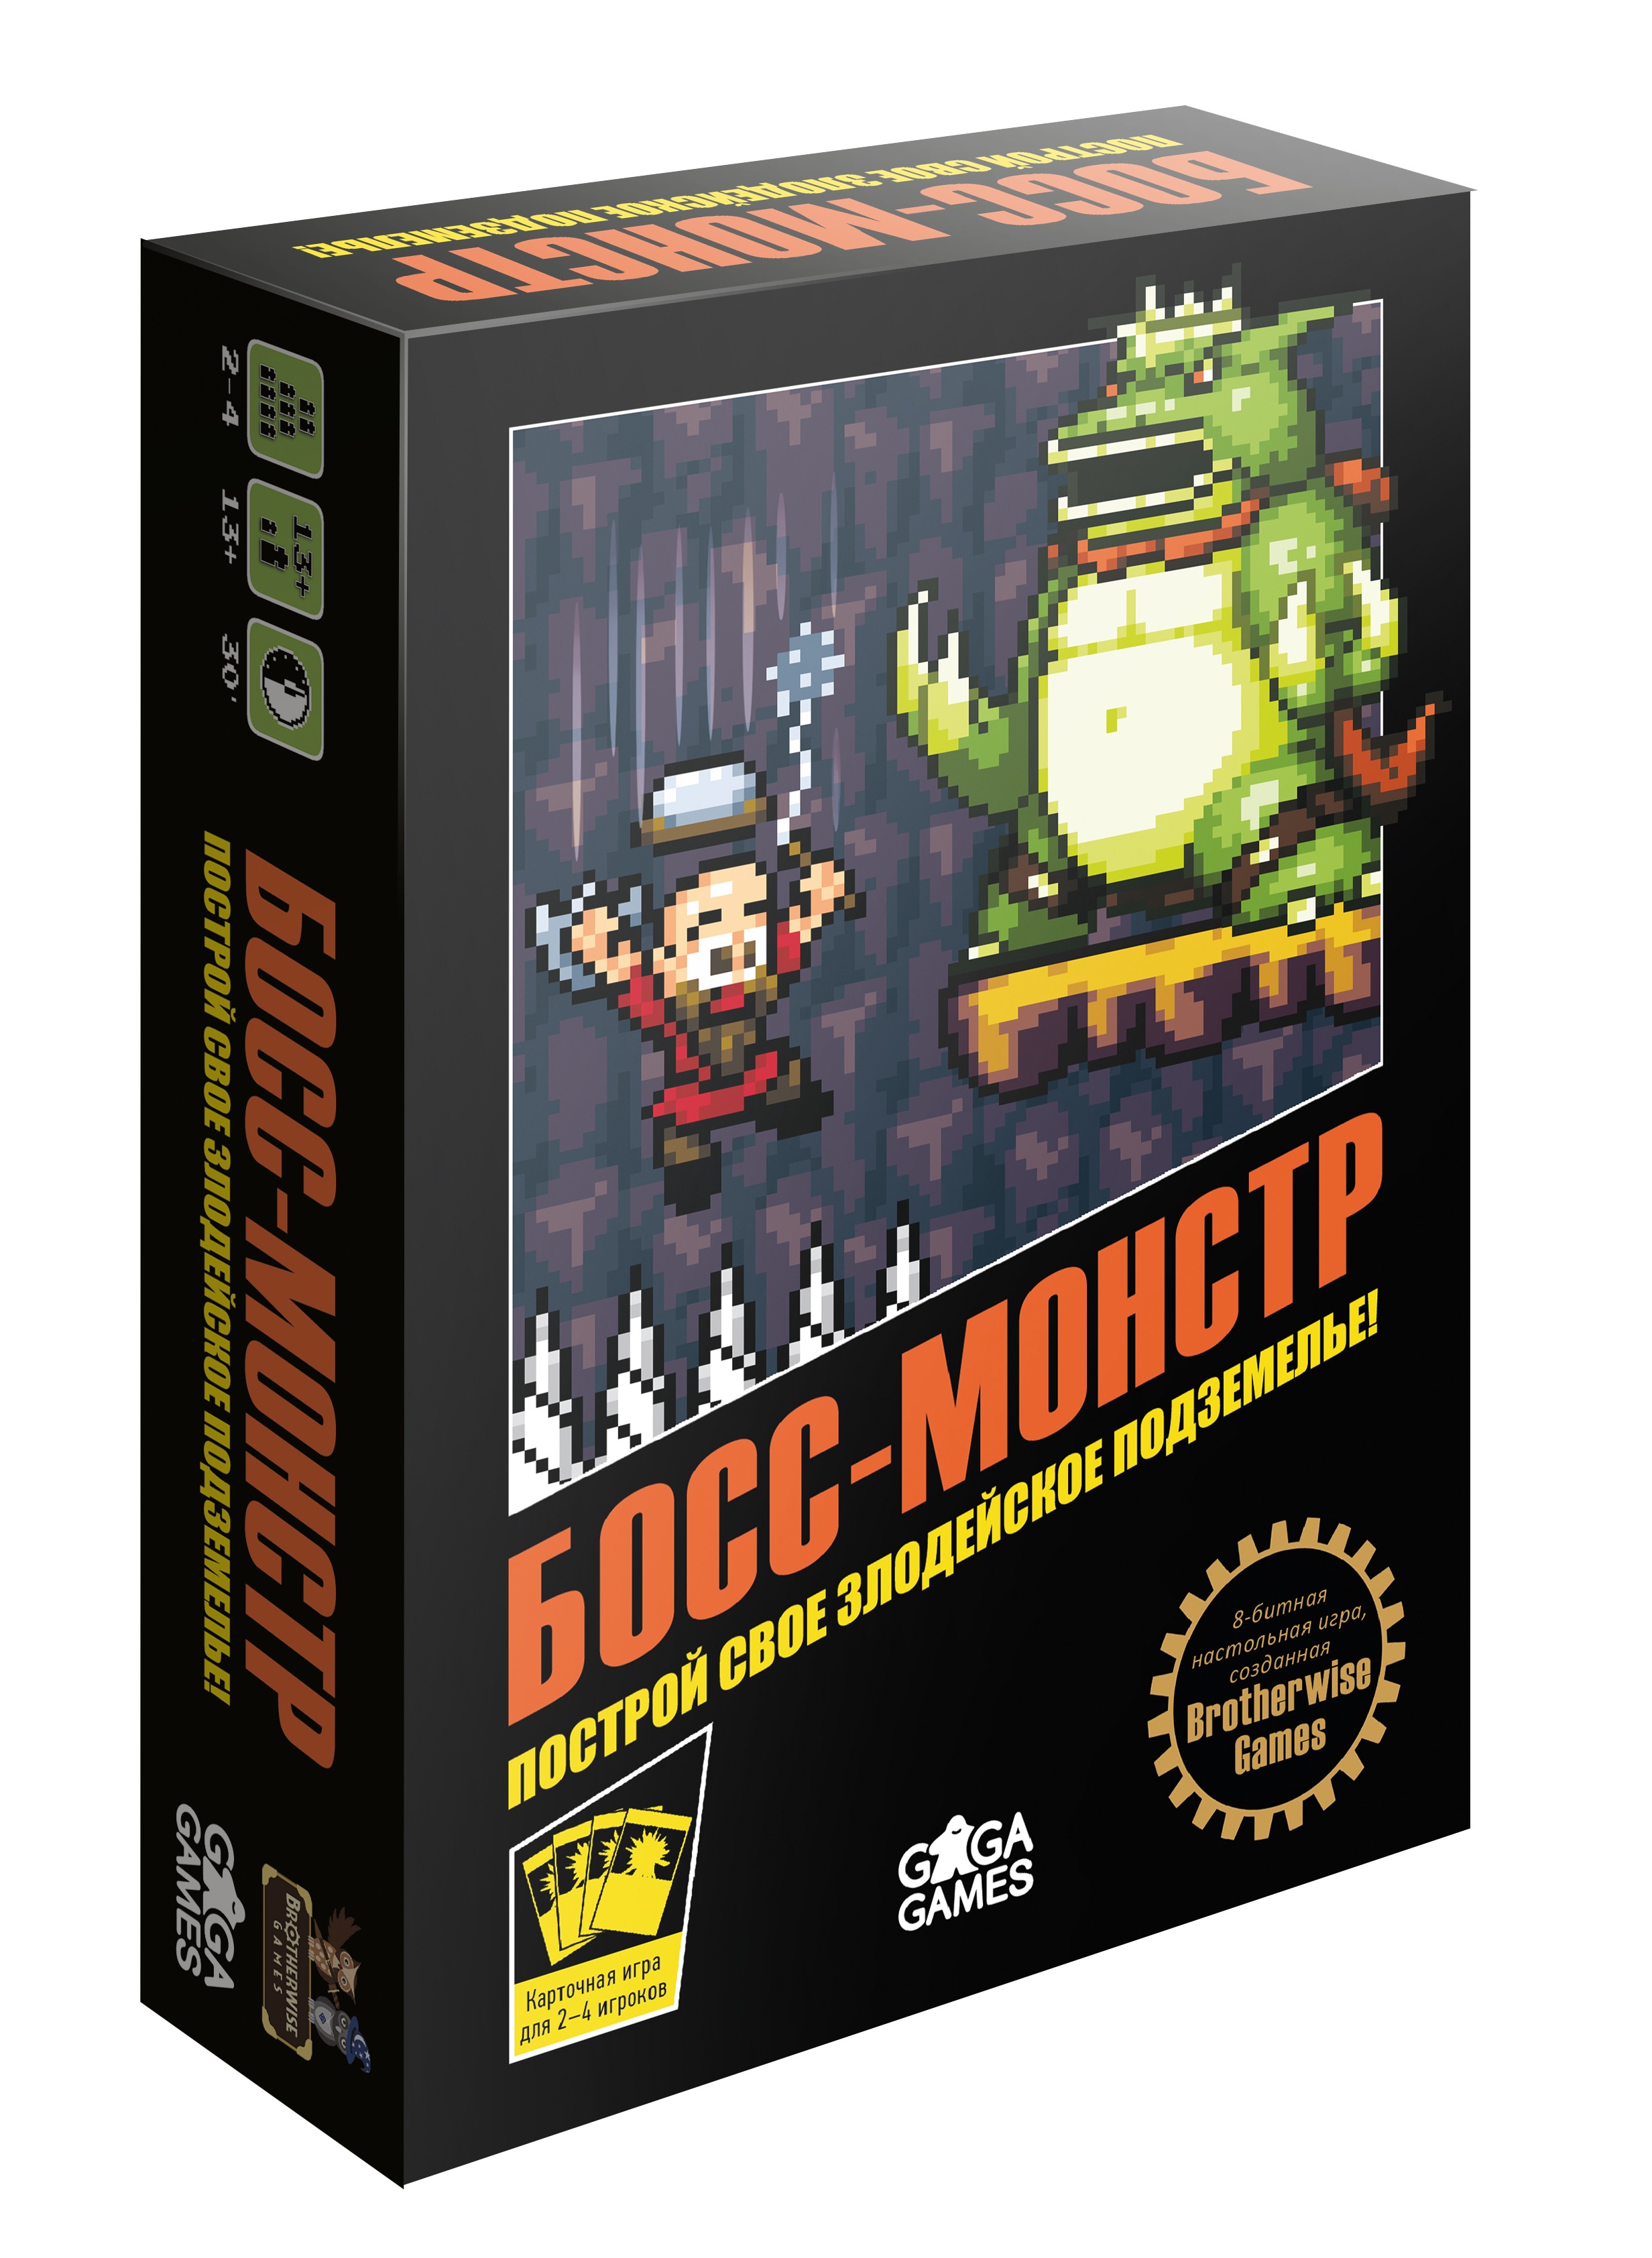 БОСС-МОНСТР
ПОСТРОЙ СВОЕ ЗЛОДЕЙСКОЕ ПОДЗЕМЕЛЬЕ!
2-4
13+
13+
30'
БОСС-МОНСТР
ПОСТРОЙ СВОЕ ЗЛОДЕЙСКОЕ ПОДЗЕМЕЛЬЕ!
GAGA
GAMES
BROTHERWISE
GAMES
БОСС-МОНСТР
ПОСТРОЙ СВОЕ ЗЛОДЕЙСКОЕ ПОДЗЕМЕЛЬЕ!
8-битная
настольная игра,
созданная
Brotherwise
Games
GAGA
GAMES
Карточная игра
для 2–4 игроков